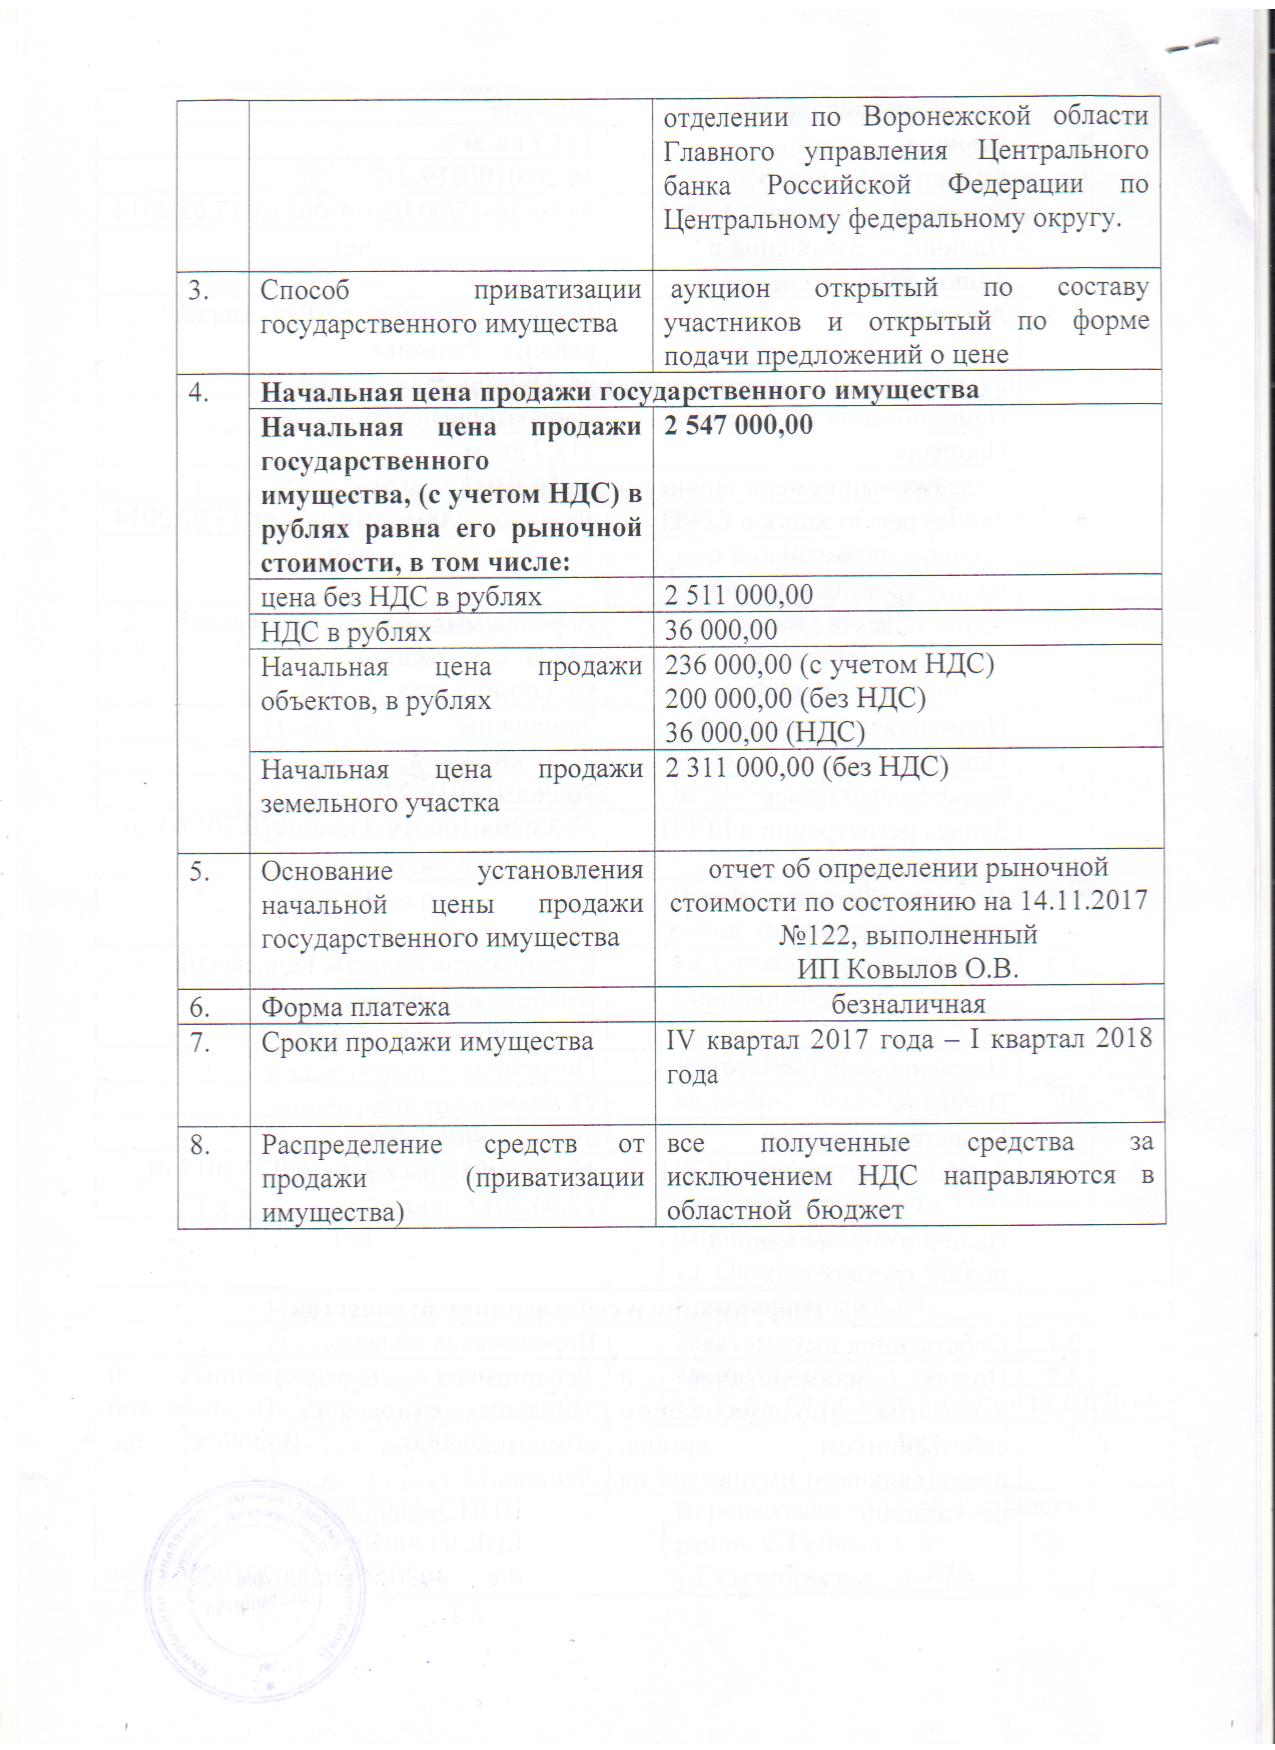 отделении по Воронежской области
Главного управления Центрального
банка Российской Федерации по
Центральному федеральному округу.
3.
Способ приватизации
государственного имущества
аукцион открытый по составу
участников и открытый по форме
подачи предложений о цене
4.
Начальная цена продажи государственного имущества
Начальная цена продажи
государственного
имущества, (с учетом НДС) в
рублях равна его рыночной
стоимости, в том числе:
2 547 000,00
цена без НДС в рублях
2 511 000,00
НДС в рублях
36 000,00
Начальная цена продажи
объектов, в рублях
236 000,00 (с учетом НДС)
200 000,00 (без НДС)
36 000,00 (НДС)
Начальная цена продажи
земельного участка
2 311 000,00 (без НДС)
5.
Основание установления
начальной цены продажи
государственного имущества
отчет об определении рыночной
стоимости по состоянию на 14.11.2017
№122, выполненный
ИП Ковылов О.В.
6.
Форма платежа
безналичная
7.
Сроки продажи имущества
IV квартал 2017 года – I квартал 2018
года
8.
Распределение средств от
продажи (приватизации
имущества)
все полученные средства за
исключением НДС направляются в
областной бюджет